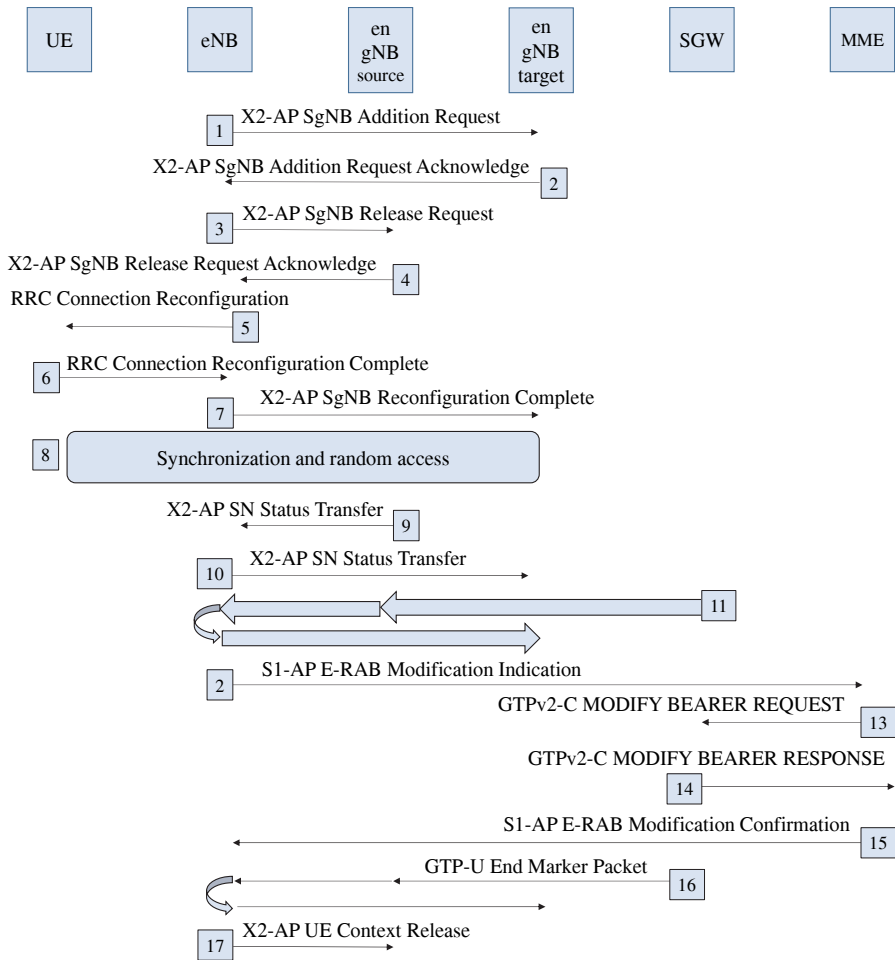 UE
eNB
en
gNB
source
en
gNB
target
SGW
MME
X2-AP SgNB Addition Request
1
X2-AP SgNB Addition Request Acknowledge
2
X2-AP SgNB Release Request
3
X2-AP SgNB Release Request Acknowledge
4
RRC Connection Reconfiguration
5
RRC Connection Reconfiguration Complete
6
X2-AP SgNB Reconfiguration Complete
7
8
Synchronization and random access
X2-AP SN Status Transfer
9
X2-AP SN Status Transfer
10
11
S1-AP E-RAB Modification Indication
2
GTPv2-C MODIFY BEARER REQUEST
13
GTPv2-C MODIFY BEARER RESPONSE
14
S1-AP E-RAB Modification Confirmation
15
GTP-U End Marker Packet
16
X2-AP UE Context Release
17